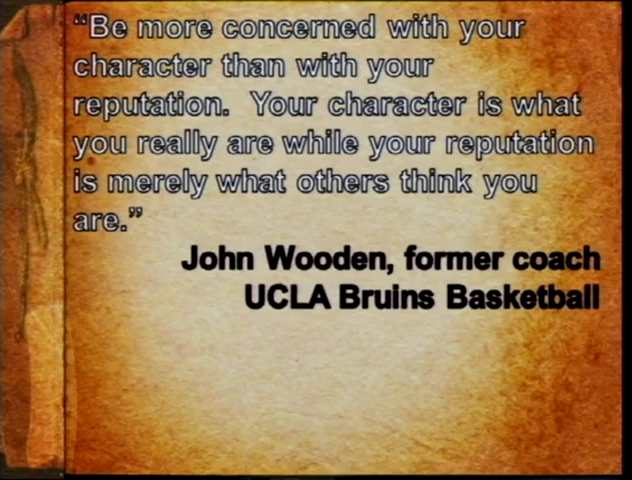 “Be more concerned with your
character than with your
reputation.  Your character is what
you really are while your reputation
is merely what others think you
are.”
John Wooden, former coach
UCLA Bruins Basketball